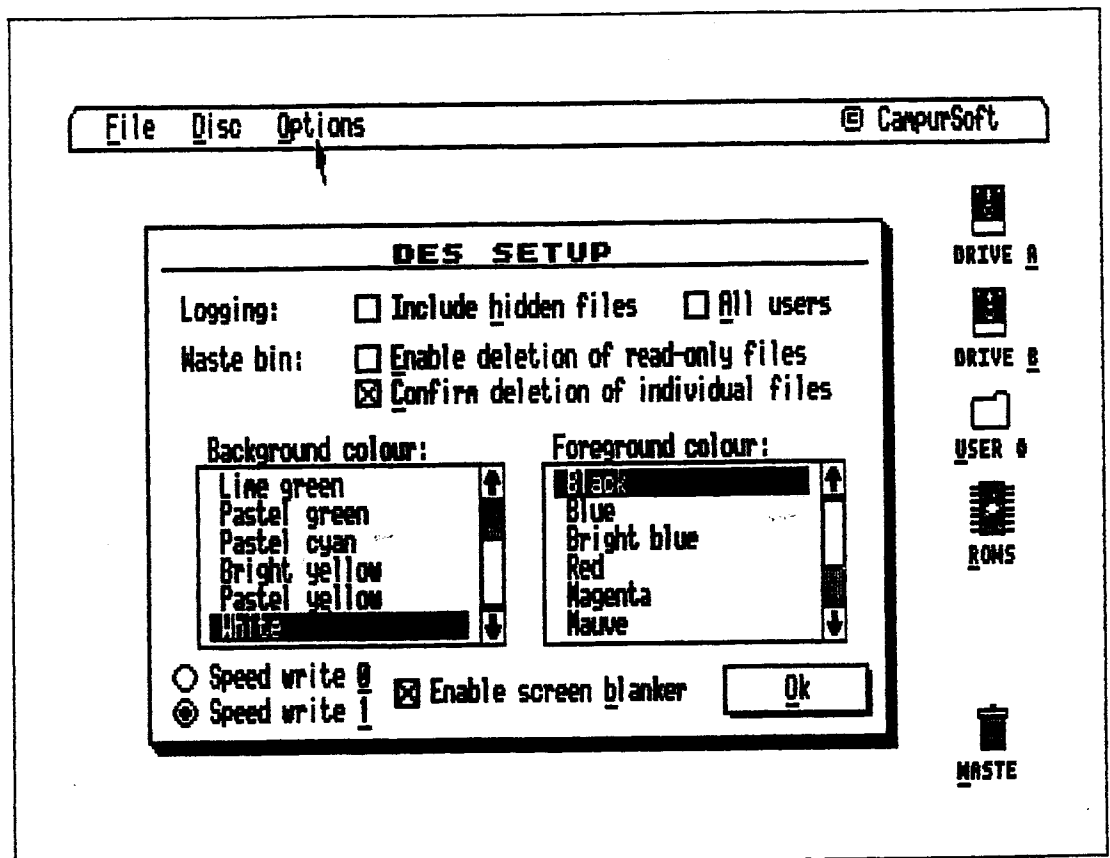 File Disc Options © CampurSoft
DRIVE A
DES SETUP
Logging: Include hidden files All users
Waste bin: Enable deletion of read-only files
Confirm deletion of individual files
DRIVE B
Background colour: Foreground colour:
USER 0
Lime green Black
Pastel green Blue
Pastel cyan Bright blue
Bright yellow Red
Pastel yellow Magenta
White Mauve
ROMS
Speed write 0
Enable screen blanker Ok
Speed write 1
WASTE